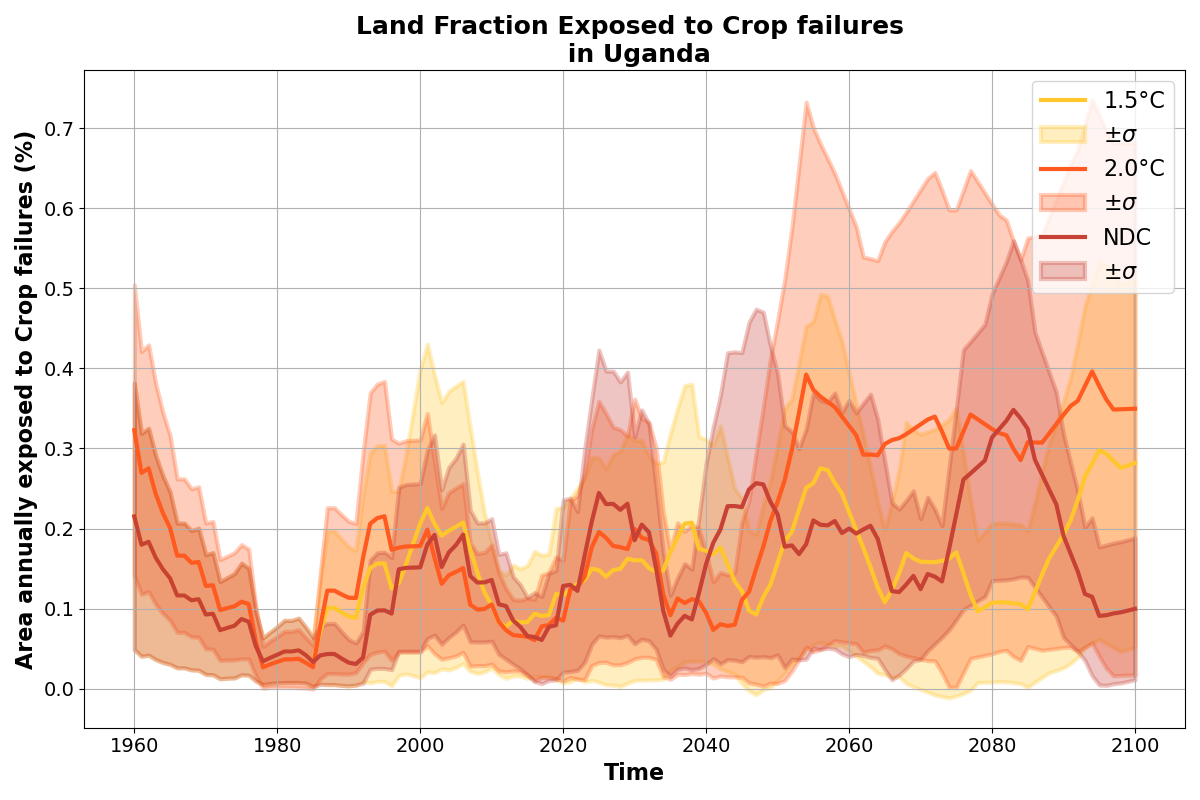 Land Fraction Exposed to Crop failures
in Uganda
Area annually exposed to Crop failures (%)
0.7
0.6
0.5
0.4
0.3
0.2
0.1
0.0
1.5°C
±σ
2.0°C
±σ
NDC
±σ
1960
1980
2000
2020
2040
2060
2080
2100
Time